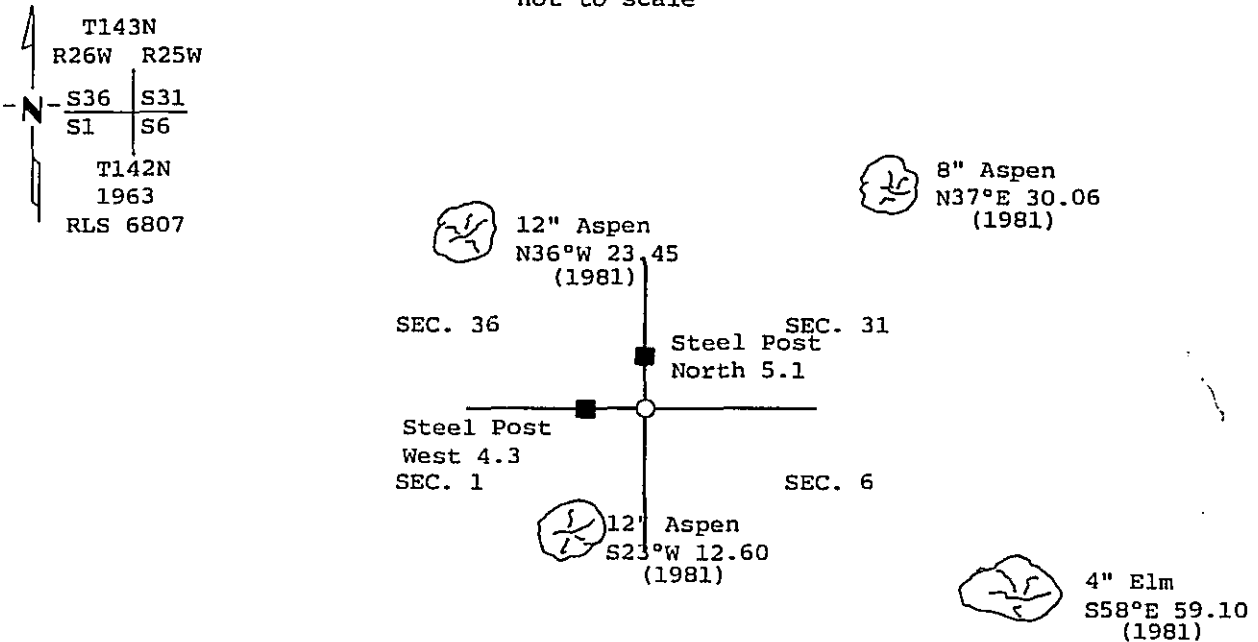 not to scale
T143N
R26W R25W
N
S36 S31
S1 S6
T142N
1963
RLS 6807
8" Aspen
N37°E 30.06
(1981)
12" Aspen
N36°W 23.45
(1981)
SEC. 36
SEC. 31
Steel Post
North 5.1
Steel Post
West 4.3
SEC. 1
SEC. 6
12' Aspen
S23°W 12.60
(1981)
4" Elm
S58°E 59.10
(1981)